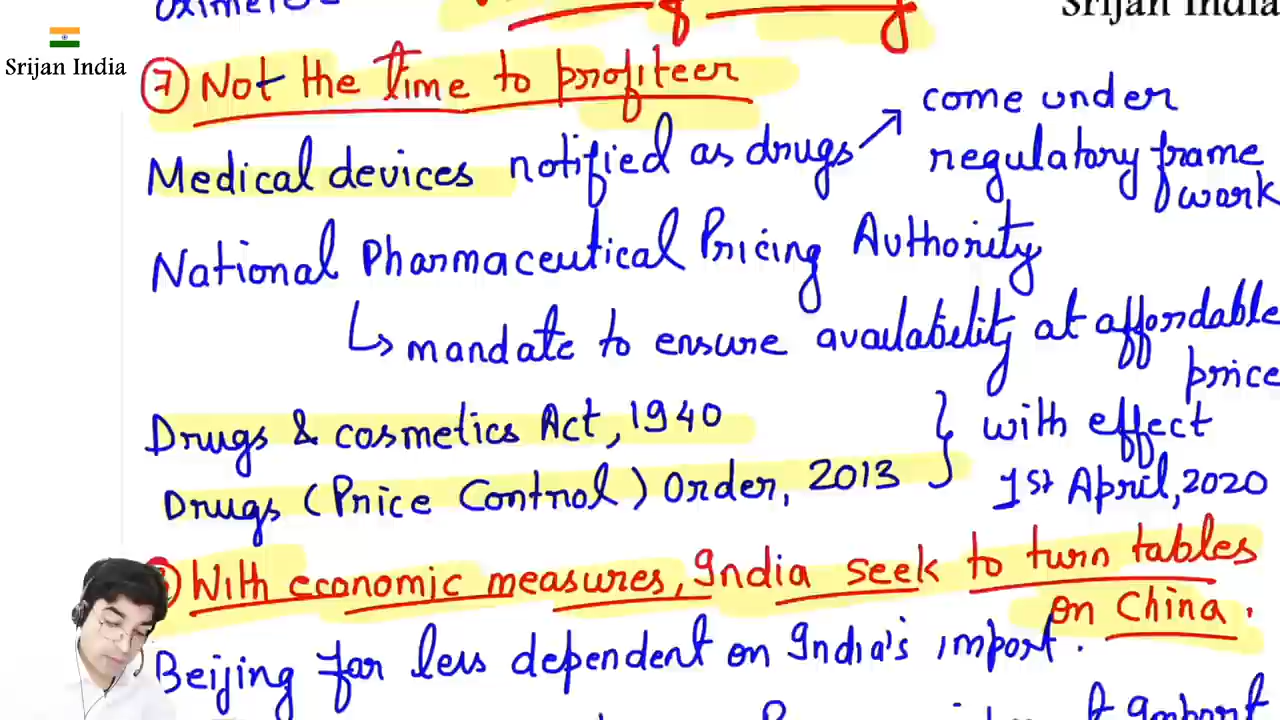 Srijan India
Srijan India
7 Not the time to profiteer
Medical devices notified as drugs → come under
regulatory frame
work
National Pharmaceutical Pricing Authority
↳ mandate to ensure availability at affordable
price
Drugs & cosmetics Act, 1940
Drugs (Price Control) Order, 2013 } with effect
1st April, 2020
With economic measures, India seek to turn tables
on China.
Beijing far less dependent on India's import.